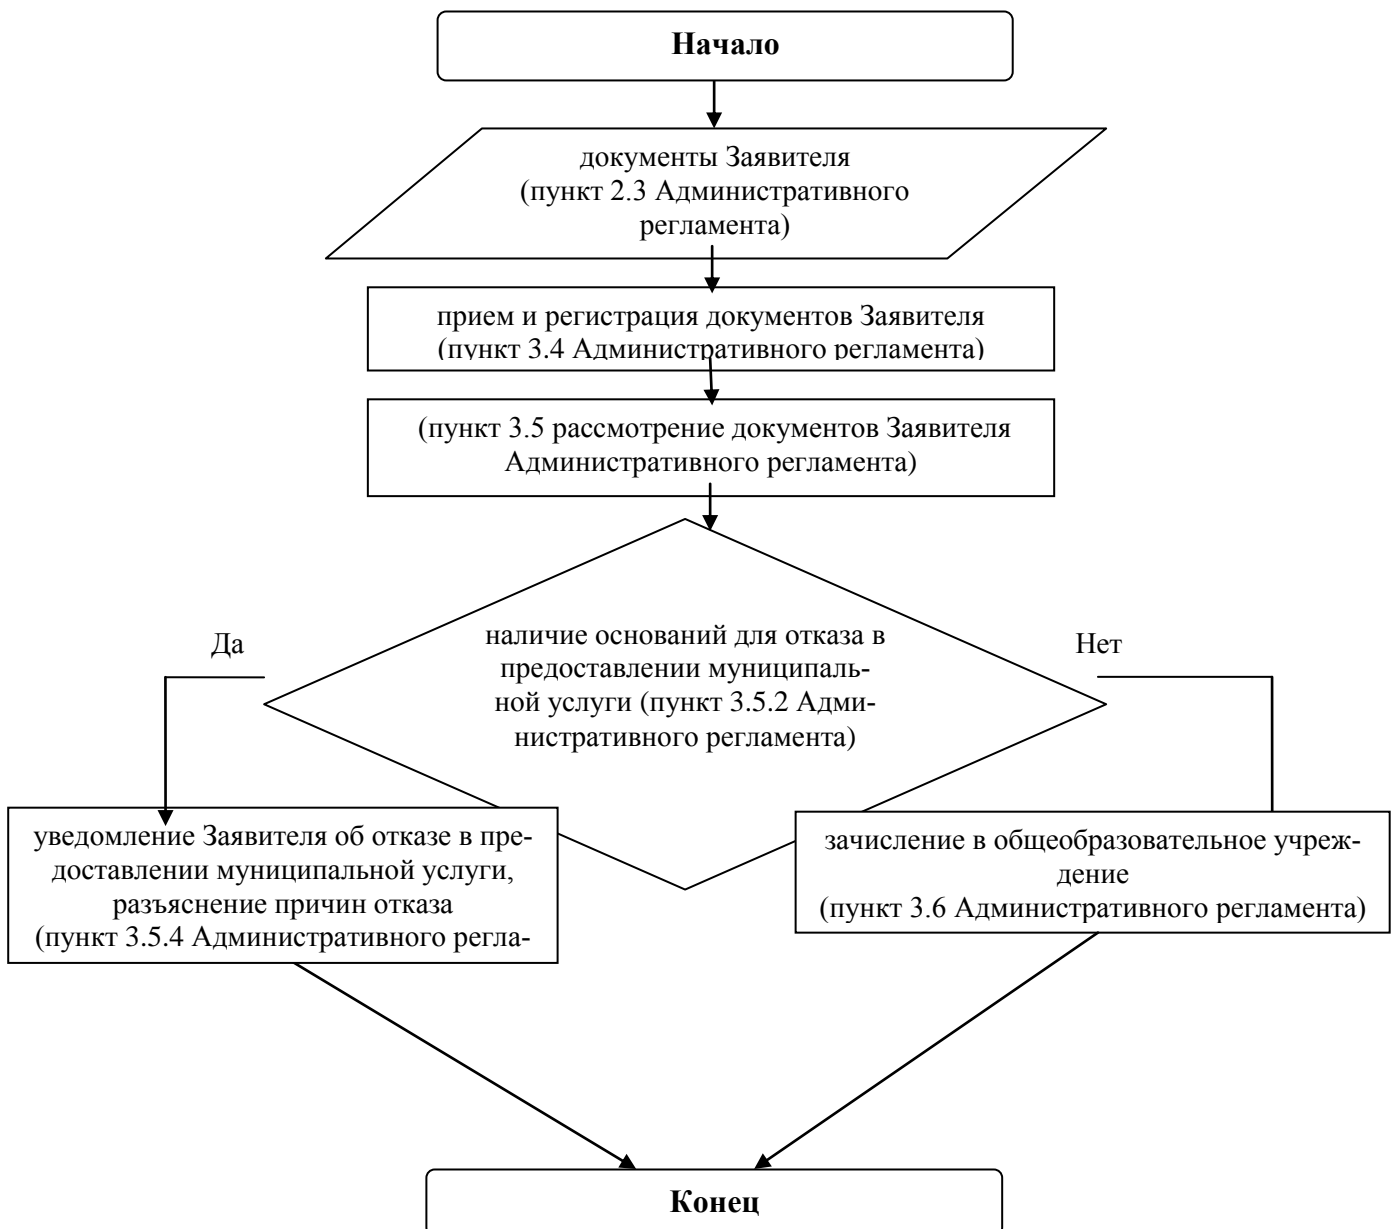 Начало
документы Заявителя
(пункт 2.3 Административного
регламента)
прием и регистрация документов Заявителя
(пункт 3.4 Административного регламента)
(пункт 3.5 рассмотрение документов Заявителя
Административного регламента)
Да
Нет
наличие оснований для отказа в
предоставлении муниципаль-
ной услуги (пункт 3.5.2 Адми-
нистративного регламента)
уведомление Заявителя об отказе в пре-
доставлении муниципальной услуги,
разъяснение причин отказа
(пункт 3.5.4 Административного регла-
зачисление в общеобразовательное учреж-
дение
(пункт 3.6 Административного регламента)
Конец